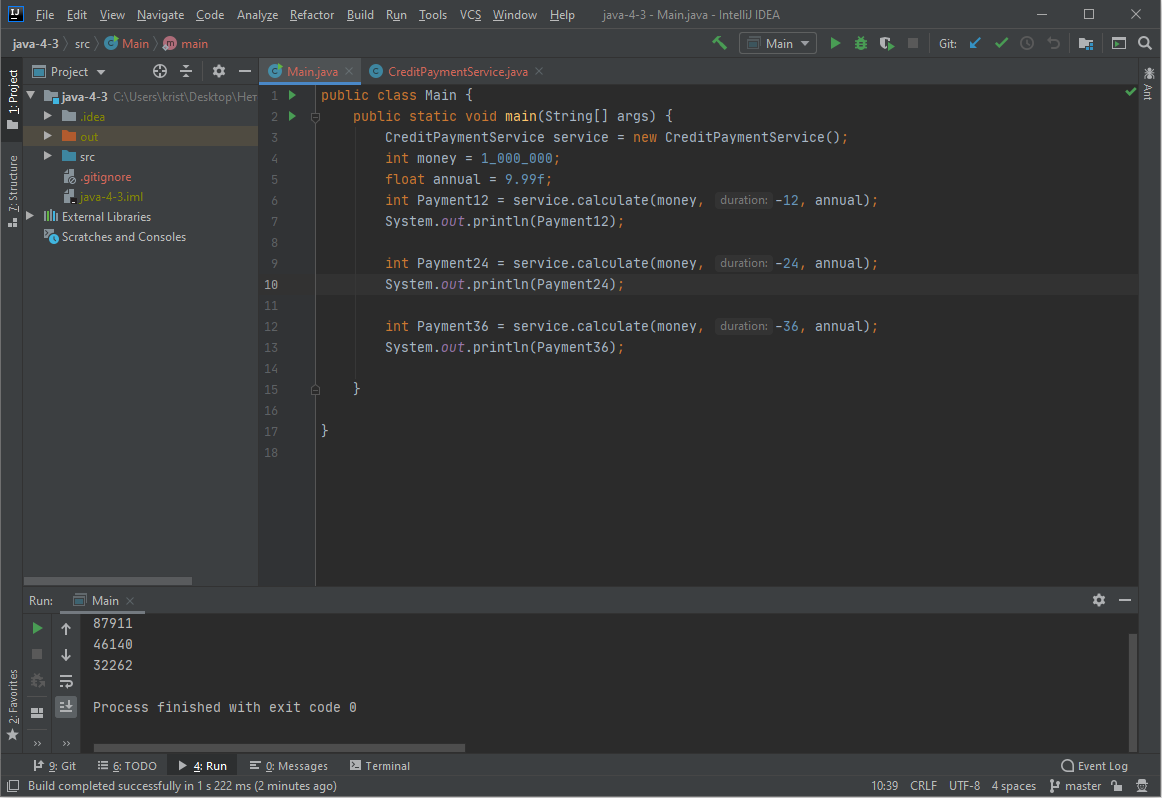 File Edit View Navigate Code Analyze Refactor Build Run Tools VCS Window Help java-4-3 - Main.java - IntelliJ IDEA
java-4-3 src Main main Main Git:
1: Project
Project
Main.java CreditPaymentService.java
java-4-3 C:\Users\krist\Desktop\Нет
.idea
out
src
.gitignore
java-4-3.iml
External Libraries
Scratches and Consoles
7: Structure
2: Favorites
Ant
1 public class Main {
2 public static void main(String[] args) {
3 CreditPaymentService service = new CreditPaymentService();
4 int money = 1_000_000;
5 float annual = 9.99f;
6 int Payment12 = service.calculate(money, duration: -12, annual);
7 System.out.println(Payment12);
8
9 int Payment24 = service.calculate(money, duration: -24, annual);
10 System.out.println(Payment24);
11
12 int Payment36 = service.calculate(money, duration: -36, annual);
13 System.out.println(Payment36);
14
15 }
16
17 }
18
Run: Main
87911
46140
32262
Process finished with exit code 0
9: Git 6: TODO 4: Run 0: Messages Terminal Event Log
Build completed successfully in 1 s 222 ms (2 minutes ago) 10:39 CRLF UTF-8 4 spaces master